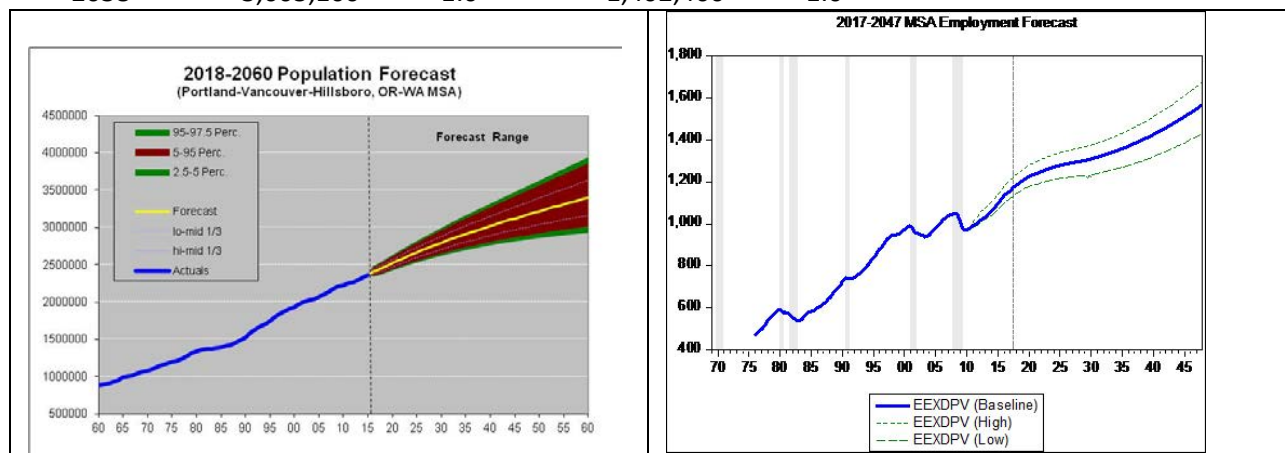 2018-2060 Population Forecast
(Portland-Vancouver-Hillsboro, OR-WA MSA)
4500000
4000000
3500000
3000000
2500000
2000000
1500000
1000000
500000
95-97.5 Perc.
5-95 Perc.
2.5-5 Perc.
Forecast
lo-mid 1/3
hi-mid 1/3
Actuals
Forecast Range
60 65 70 75 80 85 90 95 00 05 10 15 20 25 30 35 40 45 50 55 60
2017-2047 MSA Employment Forecast
1,800
1,600
1,400
1,200
1,000
800
600
400
70 75 80 85 90 95 00 05 10 15 20 25 30 35 40 45
EEXDPV (Baseline)
EEXDPV (High)
EEXDPV (Low)